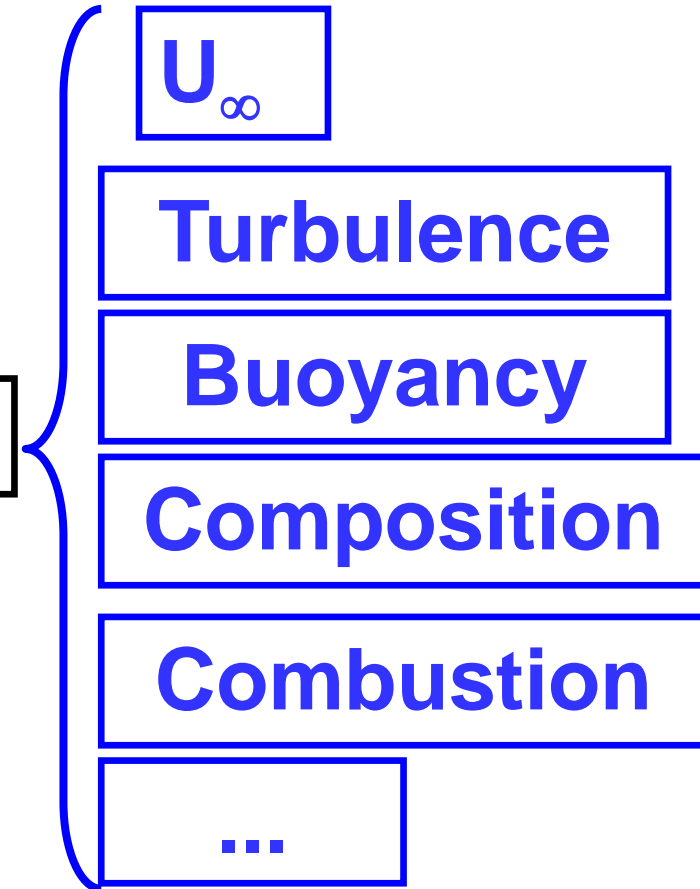 U∞
Turbulence
Buoyancy
Composition
Combustion
...